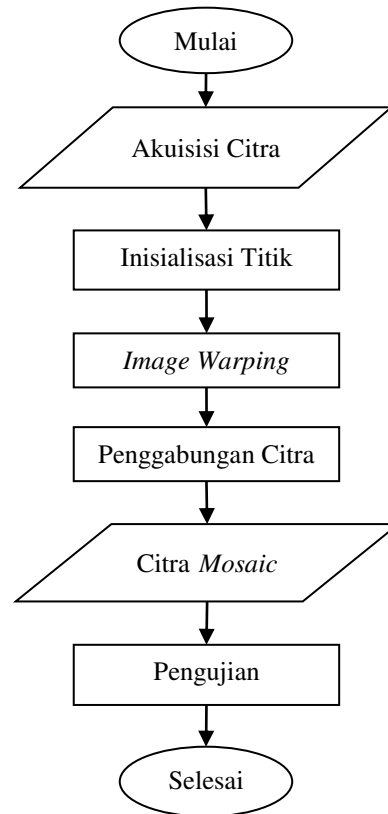 Mulai
Akuisisi Citra
Inisialisasi Titik
Image Warping
Penggabungan Citra
Citra Mosaic
Pengujian
Selesai